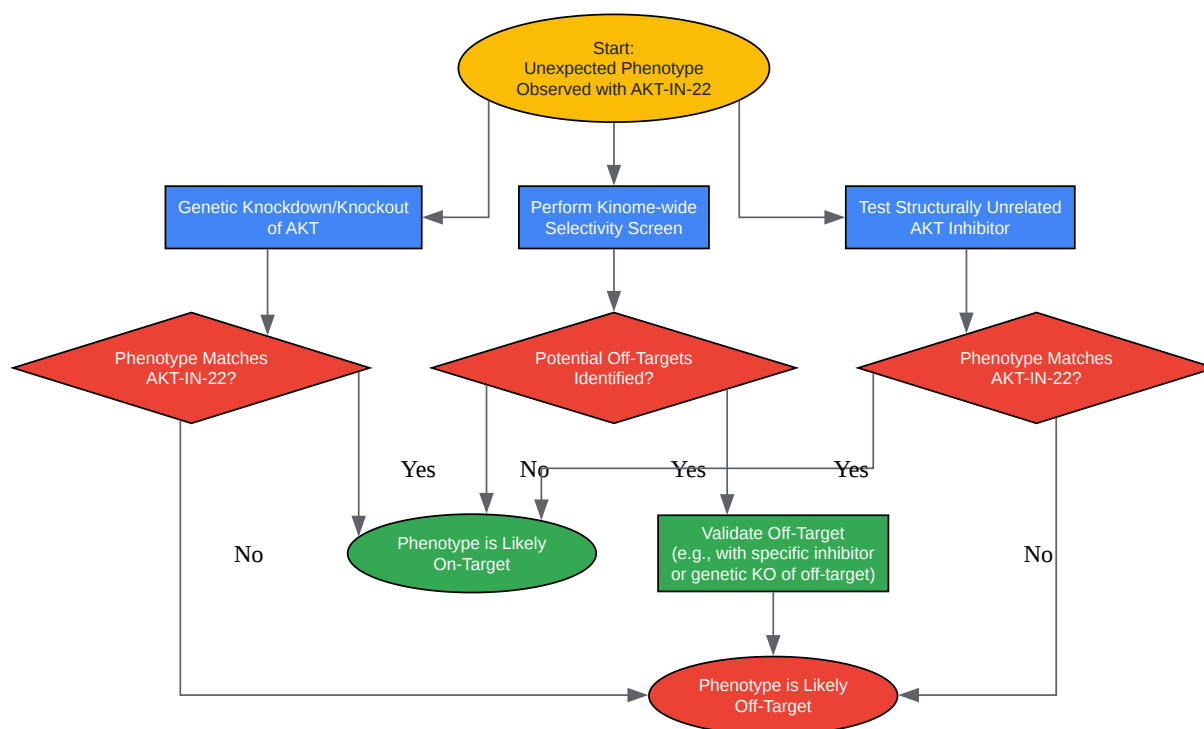 Start:
Unexpected Phenotype
Observed with AKT-IN-22
Genetic Knockdown/Knockout
of AKT
Perform Kinome-wide
Selectivity Screen
Test Structurally Unrelated
AKT Inhibitor
Phenotype Matches
AKT-IN-22?
Potential Off-Targets
Identified?
Phenotype Matches
AKT-IN-22?
Yes
No
Yes
Yes
Phenotype is Likely
On-Target
Validate Off-Target
(e.g., with specific inhibitor
or genetic KO of off-target)
No
No
Phenotype is Likely
Off-Target